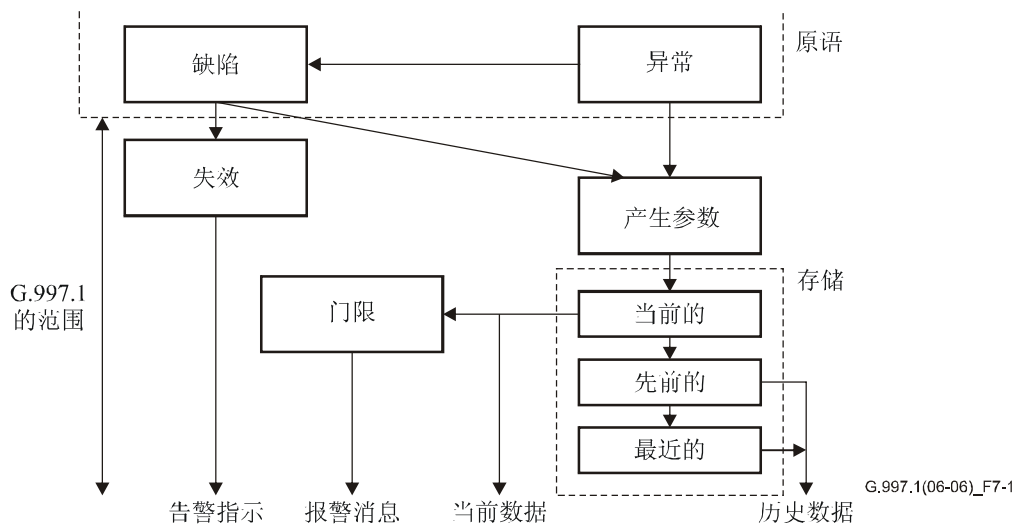 原语
缺陷
异常
失效
产生参数
存储
G.997.1
的范围
门限
当前的
先前的
最近的
G.997.1(06-06)_F7-1
告警指示
报警消息
当前数据
历史数据